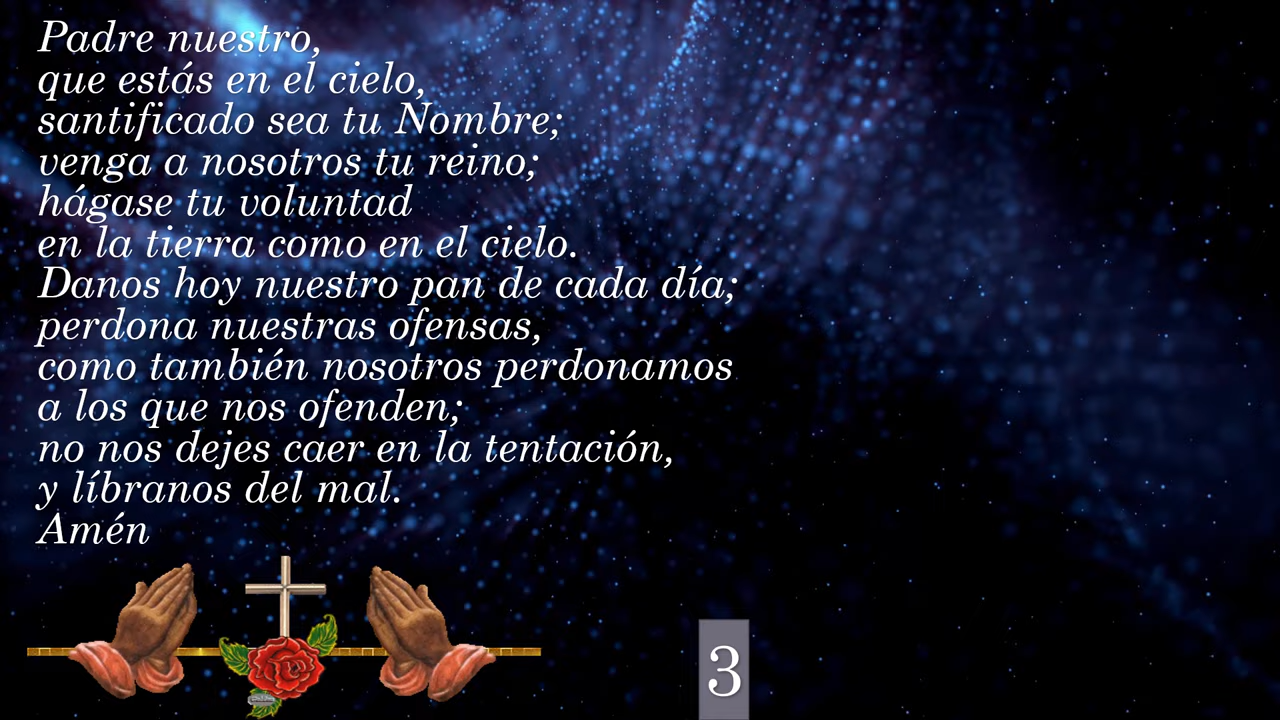 Padre nuestro,
que estás en el cielo,
santificado sea tu Nombre;
venga a nosotros tu reino;
hágase tu voluntad
en la tierra como en el cielo.
Danos hoy nuestro pan de cada día;
perdona nuestras ofensas,
como también nosotros perdonamos
a los que nos ofenden;
no nos dejes caer en la tentación,
y líbranos del mal.
Amén
3